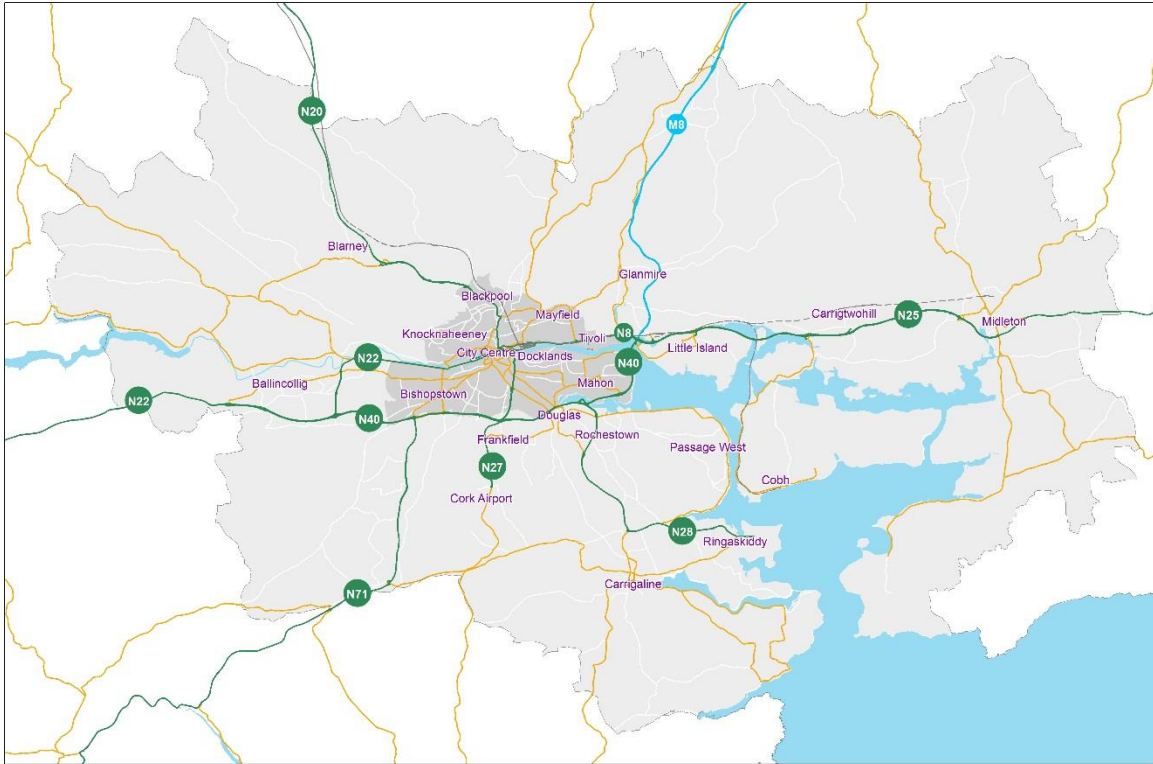 N20
M8
Blarney
Glanmire
Blackpool
Mayfield
Carrigtwohill
N25
Midleton
Knocknaheeney
Tivoli
N8
Little Island
City Centre
Docklands
N22
N40
Ballincollig
Bishopstown
Mahon
N22
N40
Douglas
Frankfield
Rochestown
Passage West
N27
Cork Airport
Cobh
N28
Ringaskiddy
Carrigaline
N71